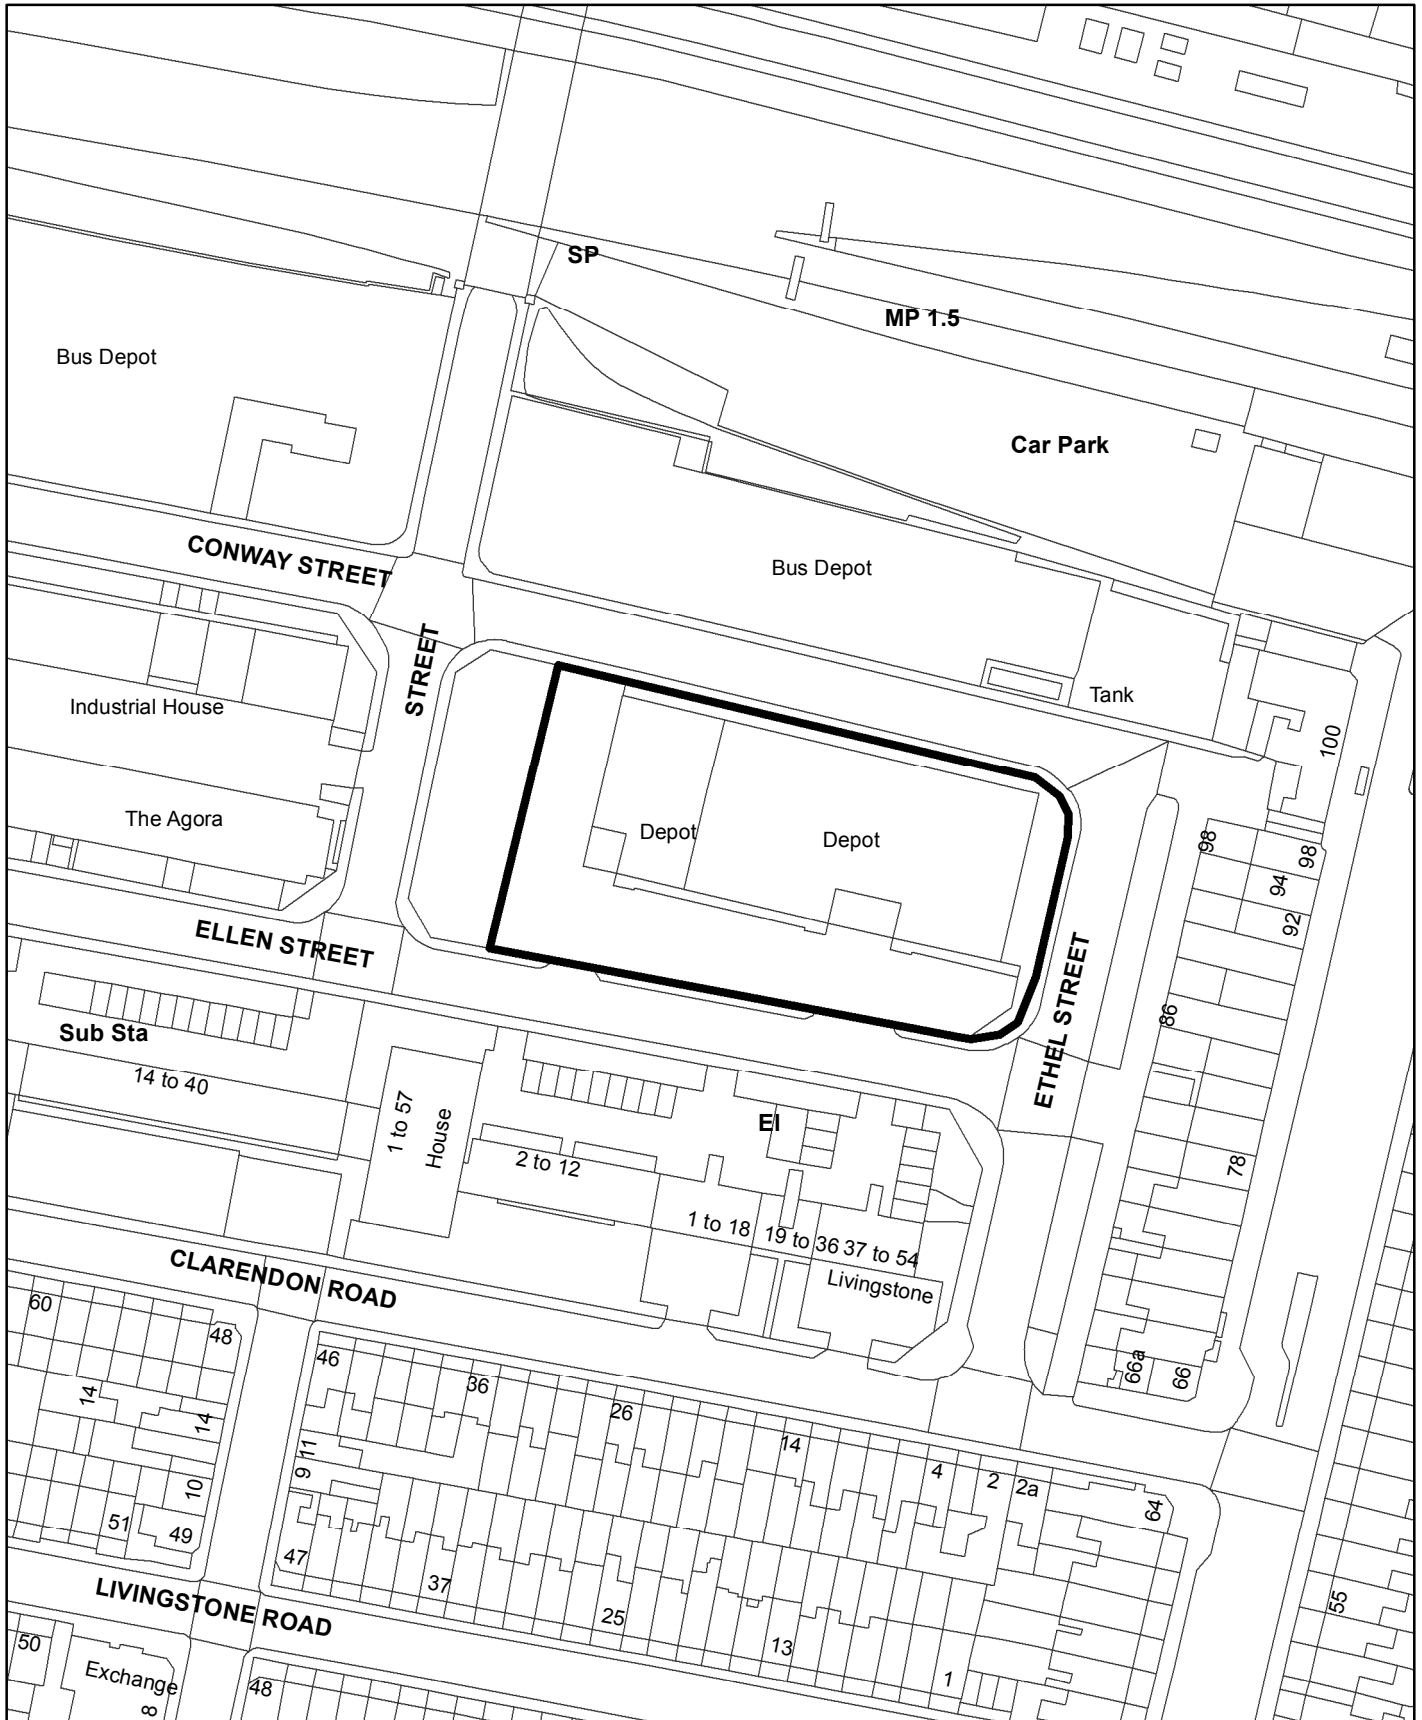 SP
MP 1.5
Bus Depot
Car Park
CONWAY STREET
Bus Depot
STREET
Tank
Industrial House
100
The Agora
Depot
Depot
98
98
94
92
ELLEN STREET
ETHEL STREET
86
Sub Sta
14 to 40
1 to 57
House
El
2 to 12
78
1 to 18
19 to 36
37 to 54
Livingstone
CLARENDON ROAD
60
48
46
36
66a
66
14
14
26
14
11
9
10
4
2
2a
64
51
49
47
37
25
13
1
55
LIVINGSTONE ROAD
50
Exchange
48
8